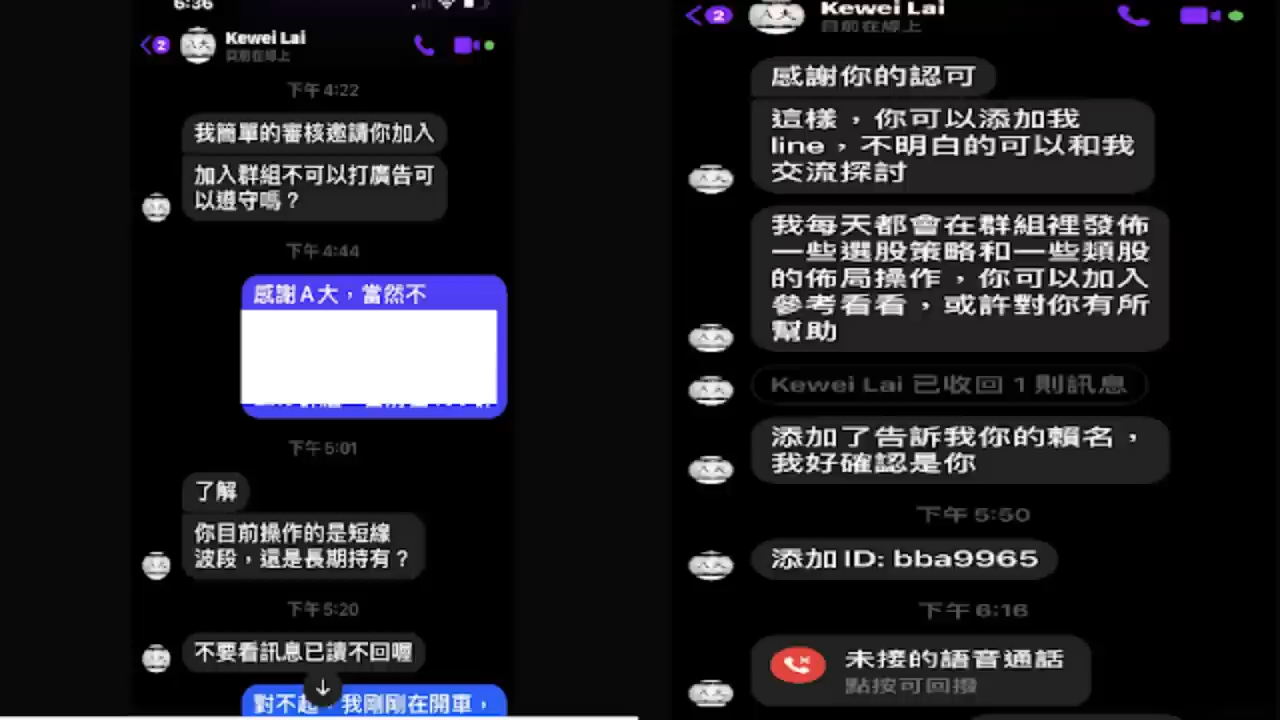 6:36
2
Kewei Lai
目前在線上
下午 4:22
我簡單的審核邀請你加入
加入群組不可以打廣告可
以遵守嗎？
下午 4:44
感謝A大，當然不
下午 5:01
了解
你目前操作的是短線
波段，還是長期持有？
下午 5:20
不要看訊息已讀不回喔
對不起，我剛剛在開車，
2
Kewei Lai
目前在線上
感謝你的認可
這樣，你可以添加我
line，不明白的可以和我
交流探討
我每天都會在群組裡發佈
一些選股策略和一些類股
的佈局操作，你可以加入
參考看看，或許對你有所
幫助
Kewei Lai 已收回 1 則訊息
添加了告訴我你的賴名，
我好確認是你
下午 5:50
添加 ID: bba9965
下午 6:16
未接的語音通話
點按可回撥